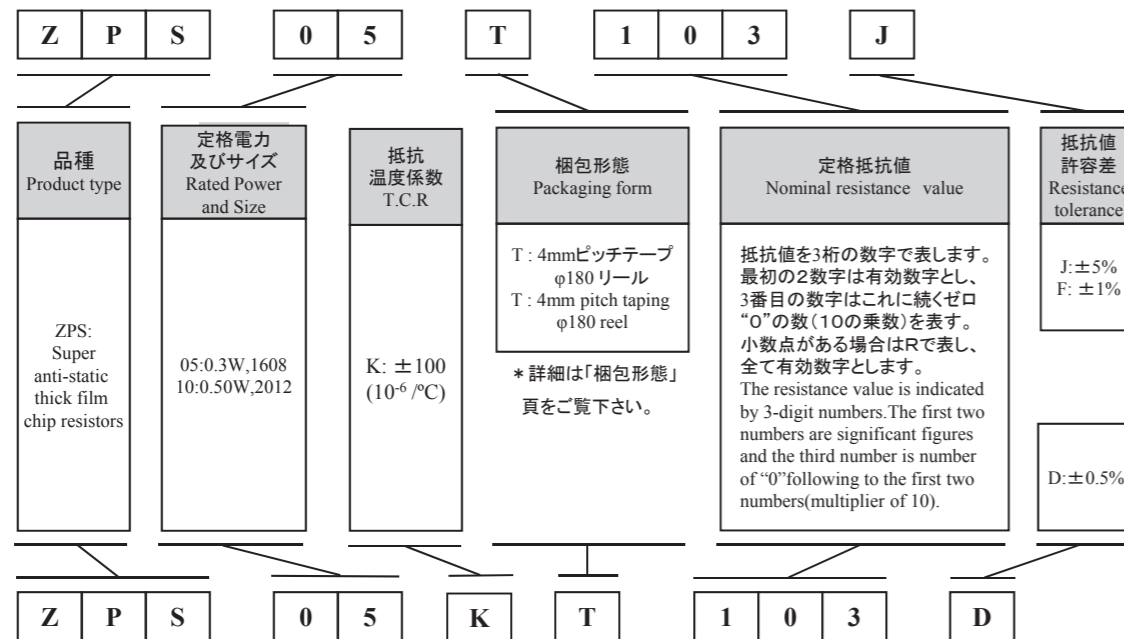 Z P S 0 5 T 1 0 3 J
品種
Product type
定格電力
及びサイズ
Rated Power
and Size
抵抗
温度係数
T.C.R
梱包形態
Packaging form
定格抵抗値
Nominal resistance value
抵抗値
許容差
Resistance
tolerance
ZPS:
Super
anti-static
thick film
chip resistors
05:0.3W,1608
10:0.50W,2012
K: ±100
(10-6 /ºC)
T : 4mmピッチテープ
φ180 リール
T : 4mm pitch taping
φ180 reel
*詳細は「梱包形態」
頁をご覧下さい。
抵抗値を3桁の数字で表します。
最初の2数字は有効数字とし、
3番目の数字はこれに続くゼロ
“0”の数(10の乗数)を表す。
小数点がある場合はRで表し、
全て有効数字とします。
The resistance value is indicated
by 3-digit numbers.The first two
numbers are significant figures
and the third number is number
of “0”following to the first two
numbers(multiplier of 10).
J:±5%
F: ±1%
D:±0.5%
Z P S 0 5 K T 1 0 3 D